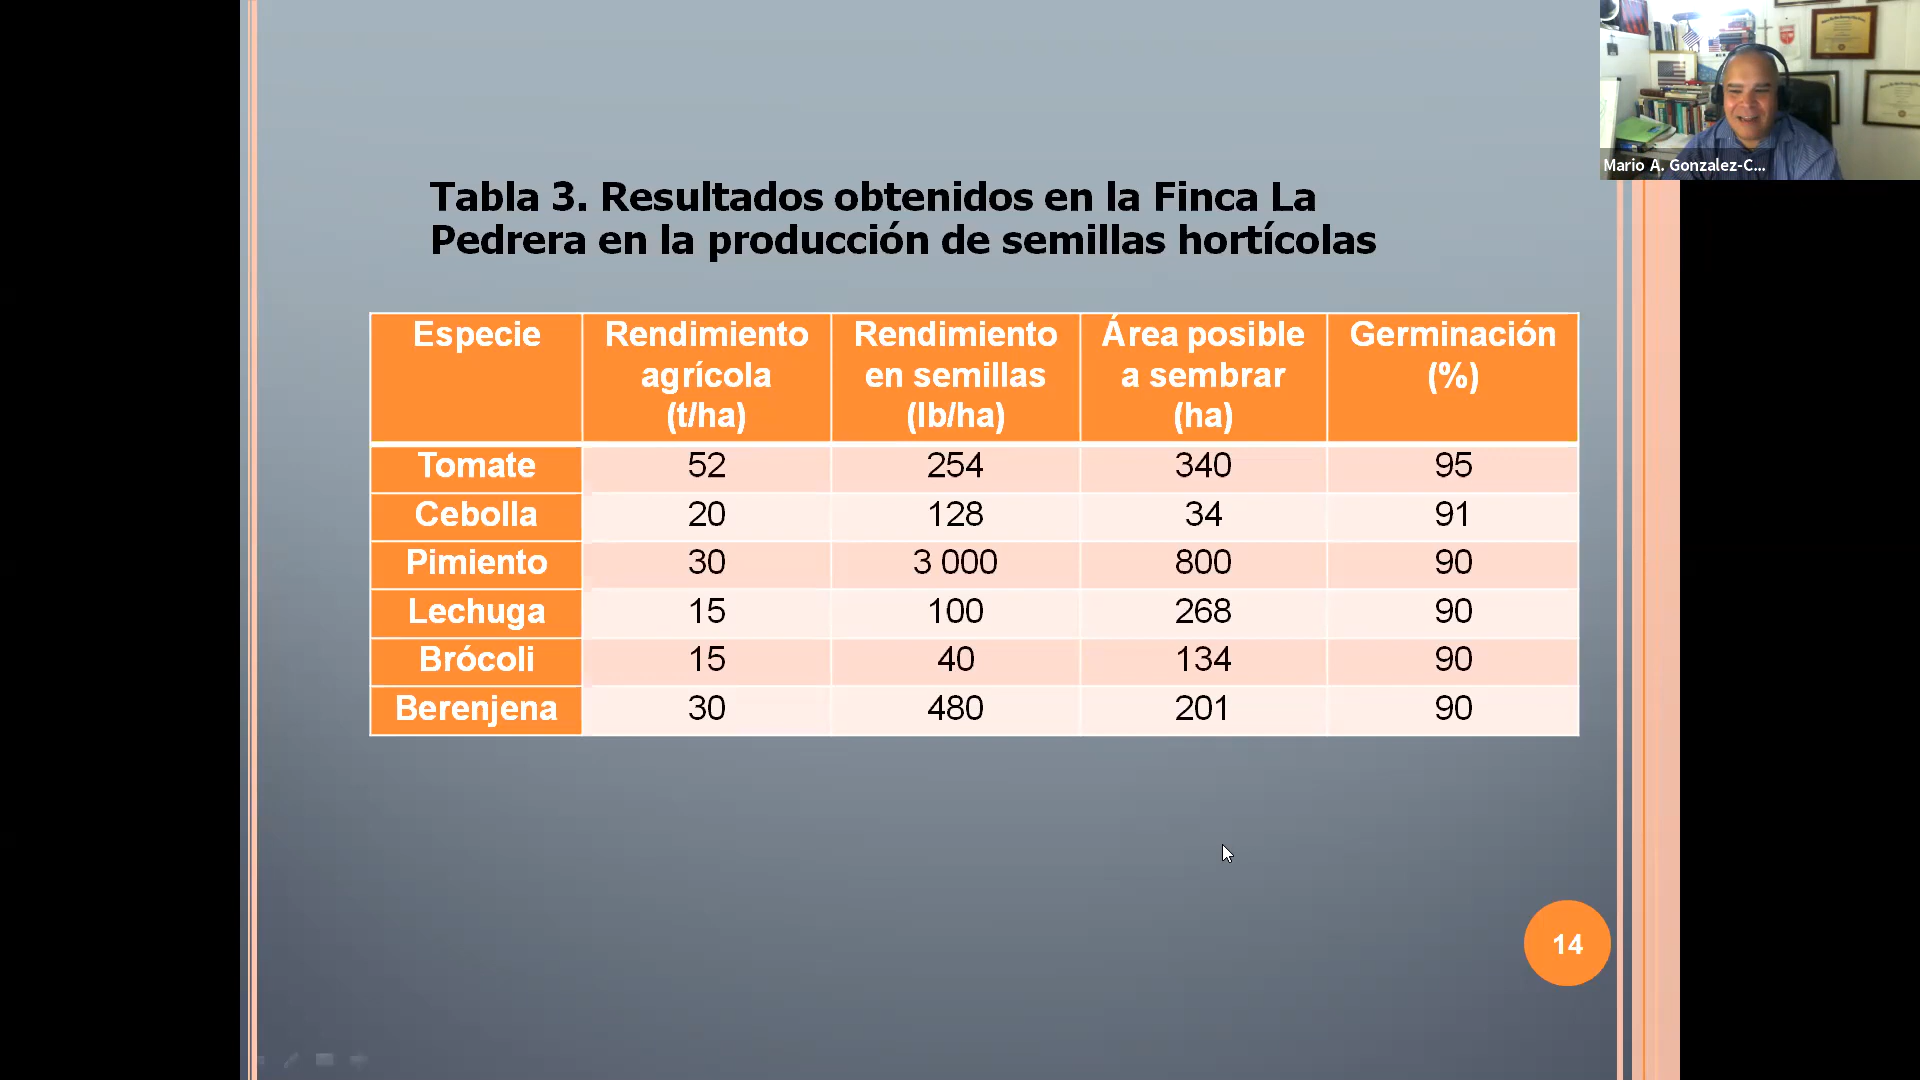 Mario A. Gonzalez-C...
Tabla 3. Resultados obtenidos en la Finca La
Pedrera en la producción de semillas hortícolas
Especie Rendimiento agrícola (t/ha) Rendimiento en semillas (lb/ha) Área posible a sembrar (ha) Germinación (%)
Tomate 52 254 340 95
Cebolla 20 128 34 91
Pimiento 30 3 000 800 90
Lechuga 15 100 268 90
Brócoli 15 40 134 90
Berenjena 30 480 201 90
14